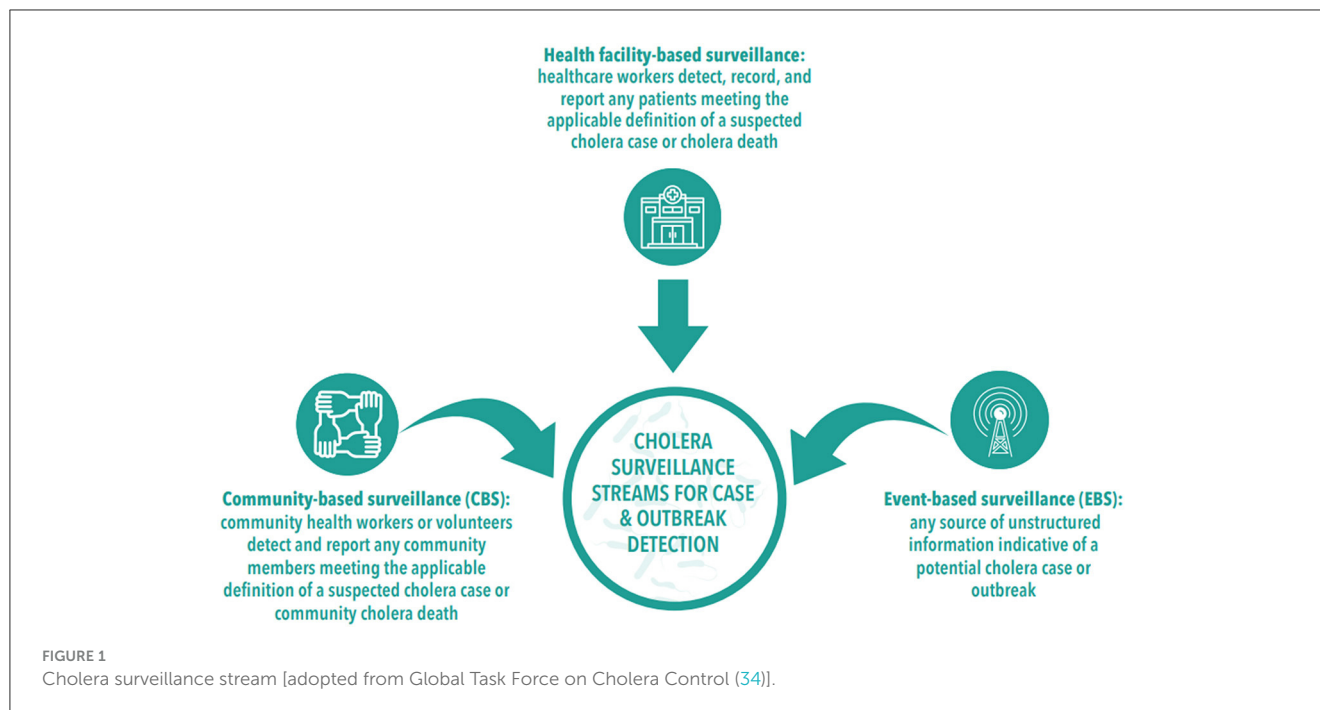 Health facility-based surveillance:
healthcare workers detect, record, and
report any patients meeting the
applicable definition of a suspected
cholera case or cholera death
CHOLERA
SURVEILLANCE
STREAMS FOR CASE
& OUTBREAK
DETECTION
Community-based surveillance (CBS):
community health workers or volunteers
detect and report any community
members meeting the applicable
definition of a suspected cholera case or
community cholera death
Event-based surveillance (EBS):
any source of unstructured
information indicative of a
potential cholera case or
outbreak
FIGURE 1
Cholera surveillance stream [adopted from Global Task Force on Cholera Control (34)].